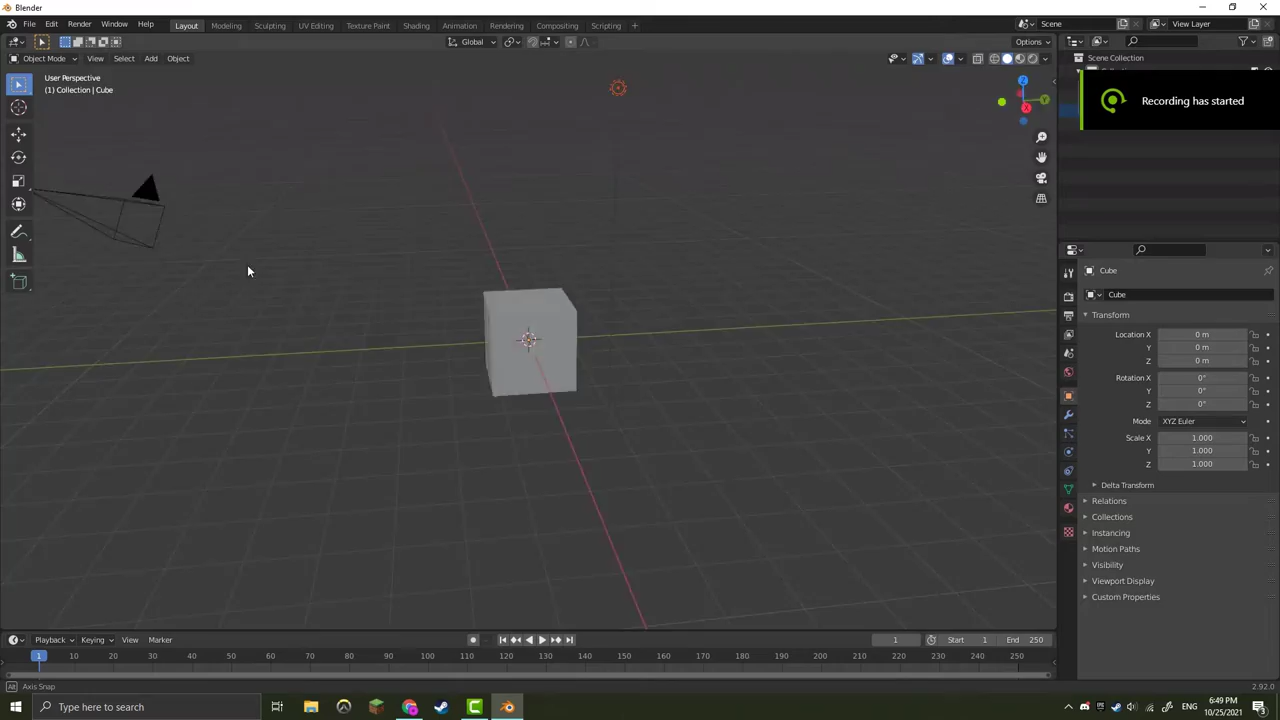 Blender
File Edit Render Window Help Layout Modeling Sculpting UV Editing Texture Paint Shading Animation Rendering Compositing Scripting + Scene View Layer
Global Options
Object Mode View Select Add Object
Scene Collection
User Perspective
(1) Collection | Cube
Z
Y
X
Recording has started
Cube
Cube
Transform
Location X 0 m
Y 0 m
Z 0 m
Rotation X 0°
Y 0°
Z 0°
Mode XYZ Euler
Scale X 1.000
Y 1.000
Z 1.000
Delta Transform
Relations
Collections
Instancing
Motion Paths
Visibility
Viewport Display
Custom Properties
Playback Keying View Marker 1 Start 1 End 250
1 10 20 30 40 50 60 70 80 90 100 110 120 130 140 150 160 170 180 190 200 210 220 230 240 250
Alt Axis Snap 2.92.0
Type here to search
ENG
6:49 PM
10/25/2021